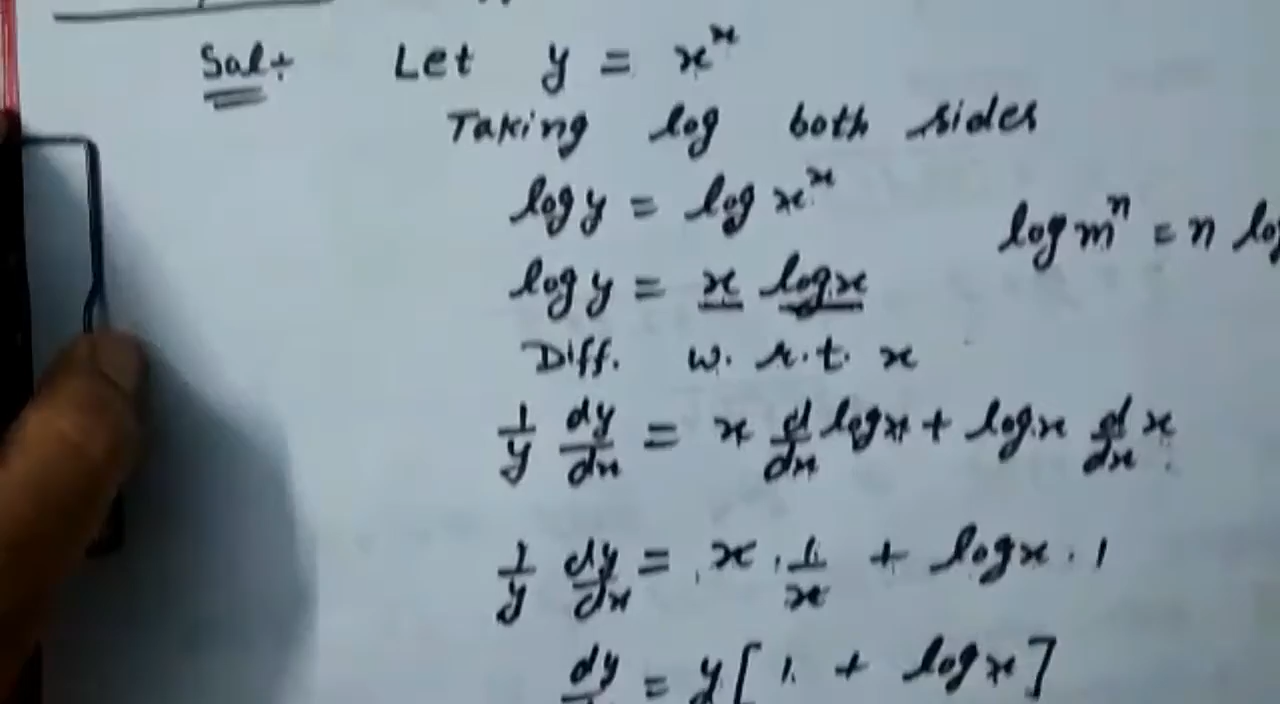 Sol:- Let y = x^x
Taking log both sides
log y = log x^x
log y = x log x log m^n = n
Diff. w.r.t. x
1/y dy/dx = x d/dx log x + log x d/dx x
1/y dy/dx = x . 1/x + log x . 1
dy = y [ 1 + log x ]